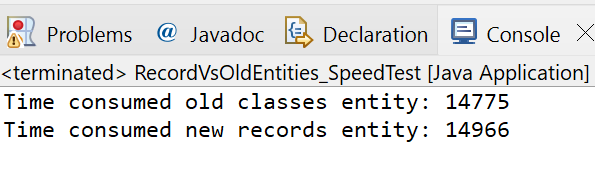 Problems @ Javadoc Declaration Console
<terminated> RecordVsOldEntities_SpeedTest [Java Application]
Time consumed old classes entity: 14775
Time consumed new records entity: 14966